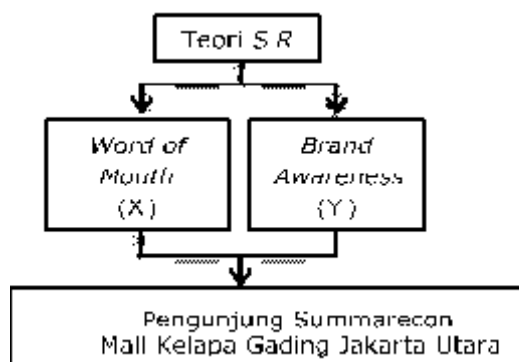 Teori S R
Word of
Mouth
(X)
Brand
Awareness
(Y)
Pengunjung Summarecon
Mall Kelapa Gading Jakarta Utara